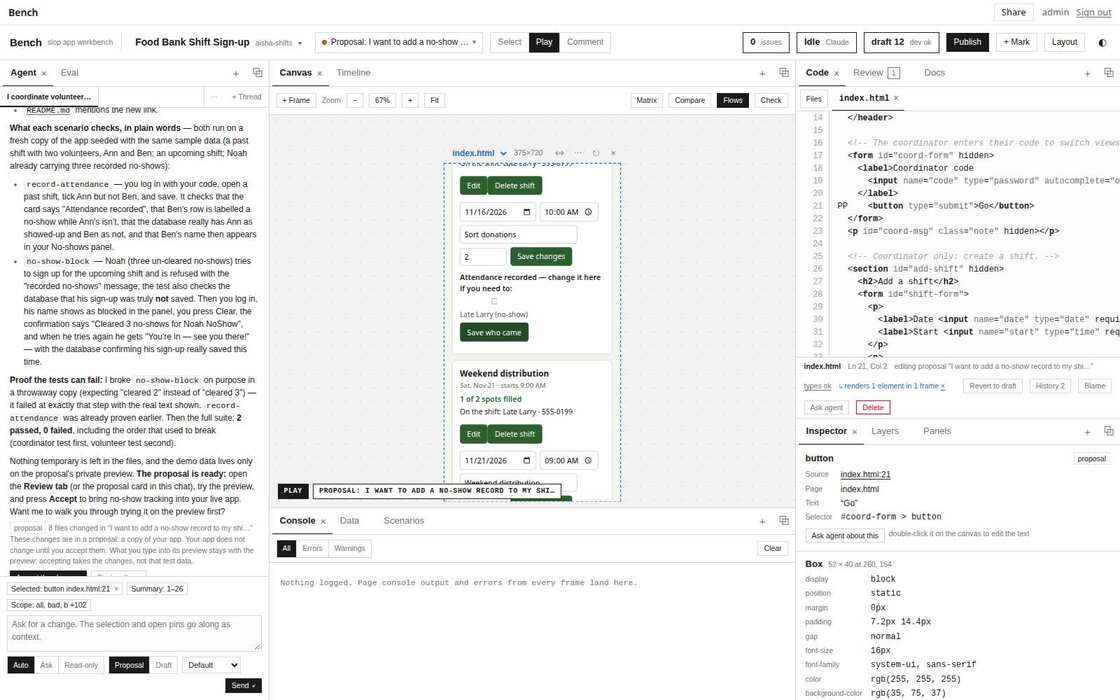 Bench
Share admin Sign out
Bench slop app workbench Food Bank Shift Sign-up aisha-shifts ▾ Proposal: I want to add a no-show … ▾ Select Play Comment 0 issues Idle Claude draft 12 dev ok Publish + Mark Layout
Agent × Eval +
I coordinate volunteer… ··· + Thread
README.md mentions the new link.
What each scenario checks, in plain words — both run on a
fresh copy of the app seeded with the same sample data (a past
shift with two volunteers, Ann and Ben; an upcoming shift; Noah
already carrying three recorded no-shows):
• record-attendance — you log in with your code, open a
past shift, tick Ann but not Ben, and save. It checks that the
card says "Attendance recorded", that Ben's row is labelled a
no-show while Ann's isn't, that the database really has Ann as
showed-up and Ben as not, and that Ben's name then appears
in your No-shows panel.
• no-show-block — Noah (three un-cleared no-shows) tries
to sign up for the upcoming shift and is refused with the
"recorded no-shows" message; the test also checks the
database that his sign-up was truly not saved. Then you log in,
his name shows as blocked in the panel, you press Clear, the
confirmation says "Cleared 3 no-shows for Noah NoShow",
and when he tries again he gets "You're in — see you there!"
— with the database confirming his sign-up really saved this
time.
Proof the tests can fail: I broke no-show-block on purpose in
a throwaway copy (expecting "cleared 2" instead of "cleared 3") —
it failed at exactly that step with the real text shown. record-
attendance was already proven earlier. Then the full suite: 2
passed, 0 failed, including the order that used to break
(coordinator test first, volunteer test second).
Nothing temporary is left in the files, and the demo data lives only
on the proposal's private preview. The proposal is ready: open
the Review tab (or the proposal card in this chat), try the preview,
and press Accept to bring no-show tracking into your live app.
Want me to walk you through trying it on the preview first?
proposal 8 files changed in "I want to add a no-show record to my shi…"
These changes are in a proposal: a copy of your app. Your app does not
change until you accept them. What you type into its preview stays with the
preview: accepting takes the changes, not that test data.
Selected: button index.html:21 × Summary: 1–26
Scope: all, bad, b +102
Ask for a change. The selection and open pins go along as
context.
Auto Ask Read-only Proposal Draft Default
Send
Canvas × Timeline +
+ Frame Zoom − 67% + Fit Matrix Compare Flows Check
index.html 375×720 ··· ×
Edit Delete shift
11/16/2026 10:00 AM
Sort donations
2 Save changes
Attendance recorded — change it here
if you need to:
Late Larry (no-show)
Save who came
Weekend distribution
Sat, Nov 21 · starts 9:00 AM
1 of 2 spots filled
On the shift: Late Larry · 555-0199
Edit Delete shift
11/21/2026 09:00 AM
Weekend distribution
PLAY PROPOSAL: I WANT TO ADD A NO-SHOW RECORD TO MY SHI…
Console × Data Scenarios +
All Errors Warnings Clear
Nothing logged. Page console output and errors from every frame land here.
Code × Review 1 Docs +
Files index.html ×
14 </header>
15
16 <!-- The coordinator enters their code to switch views
17 <form id="coord-form" hidden>
18 <label>Coordinator code
19 <input name="code" type="password" autocomplete="o
20 </label>
21 PP <button type="submit">Go</button>
22 </form>
23 <p id="coord-msg" class="note" hidden></p>
24
25 <!-- Coordinator only: create a shift. -->
26 <section id="add-shift" hidden>
27 <h2>Add a shift</h2>
28 <form id="shift-form">
29 <p>
30 <label>Date <input name="date" type="date" requi
31 <label>Start <input name="start" type="time" req
32 </p>
33 <p>
index.html Ln 21, Col 2 editing proposal "I want to add a no-show record to my shi…"
types ok ↳ renders 1 element in 1 frame × Revert to draft History 2 Blame
Ask agent Delete
Inspector × Layers Panels +
button proposal
Source index.html:21
Page index.html
Text "Go"
Selector #coord-form > button
Ask agent about this double-click it on the canvas to edit the text
Box 52 × 40 at 260, 154
display block
position static
margin 0px
padding 7.2px 14.4px
gap normal
font-size 16px
font-family system-ui, sans-serif
color rgb(255, 255, 255)
background-color rgb(35, 75, 37)